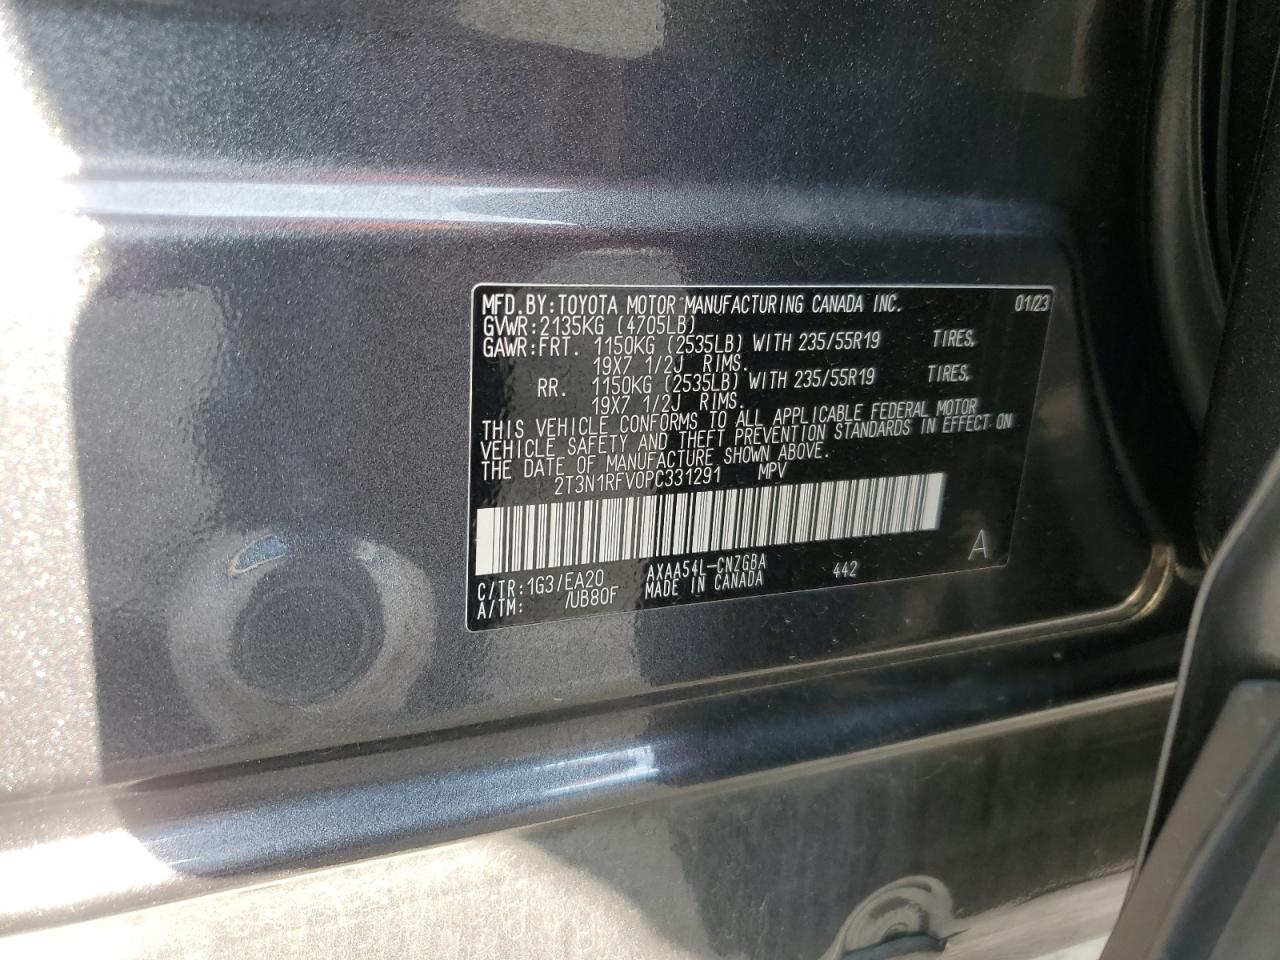 MFD.BY:TOYOTA MOTOR MANUFACTURING CANADA INC. 01/23
GVWR:2135KG (4705LB)
GAWR:FRT. 1150KG (2535LB) WITH 235/55R19 TIRES,
19X7 1/2J RIMS.
RR. 1150KG (2535LB) WITH 235/55R19 TIRES,
19X7 1/2J RIMS.
THIS VEHICLE CONFORMS TO ALL APPLICABLE FEDERAL MOTOR
VEHICLE SAFETY AND THEFT PREVENTION STANDARDS IN EFFECT ON
THE DATE OF MANUFACTURE SHOWN ABOVE.
2T3N1RFV0PC331291 MPV
C/TR:1G3/EA20 AXAA54L-CNZGBA 442 A
A/TM: /UB80F MADE IN CANADA